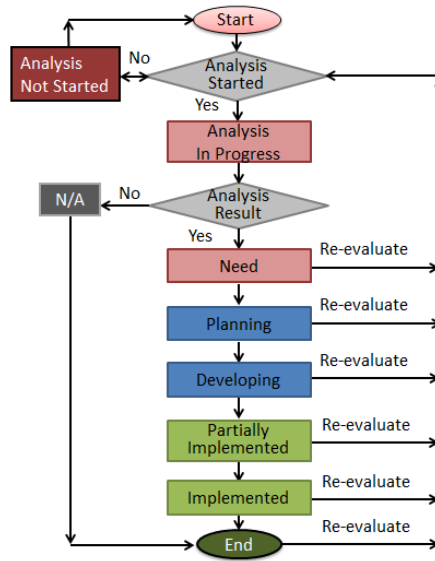 Start
Analysis
Not Started
No
Analysis
Started
Yes
Analysis
In Progress
N/A
No
Analysis
Result
Yes
Need
Re-evaluate
Planning
Re-evaluate
Developing
Re-evaluate
Partially
Implemented
Re-evaluate
Implemented
Re-evaluate
End
Re-evaluate